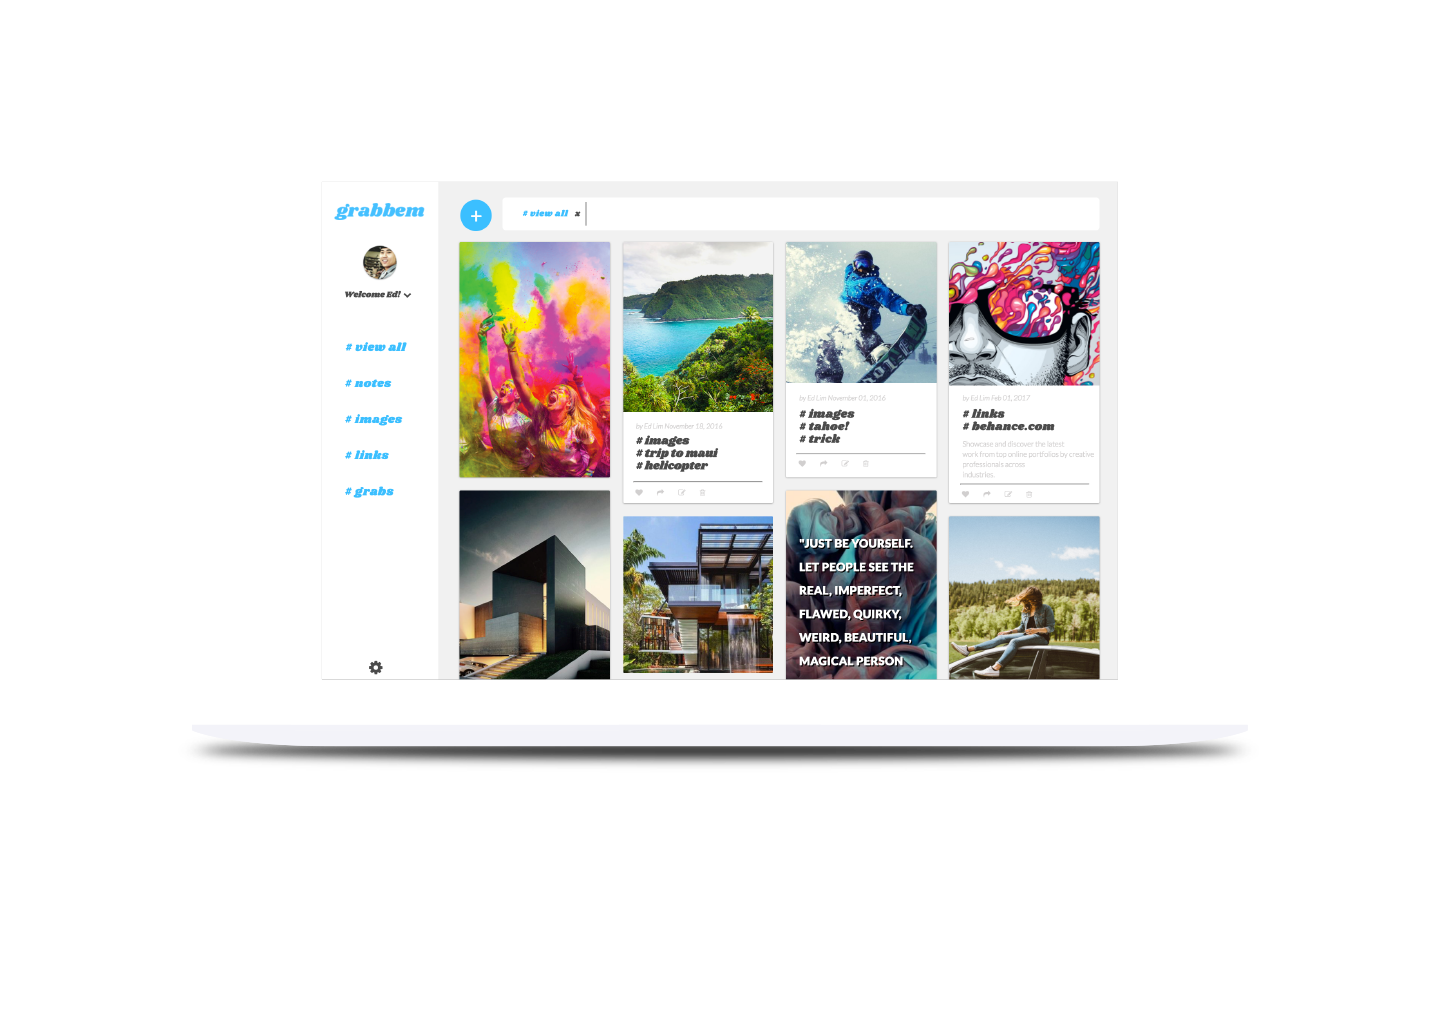 grabbem
Welcome Ed!
# view all
# notes
# images
# links
# grabs
+
# view all x
by Ed Lim November 18, 2016
# images
# trip to maui
# helicopter
by Ed Lim November 01, 2016
# images
# tahoe!
# trick
by Ed Lim Feb 01, 2017
# links
# behance.com
Showcase and discover the latest
work from top online portfolios by creative
professionals across
industries.
"JUST BE YOURSELF.
LET PEOPLE SEE THE
REAL, IMPERFECT,
FLAWED, QUIRKY,
WEIRD, BEAUTIFUL,
MAGICAL PERSON